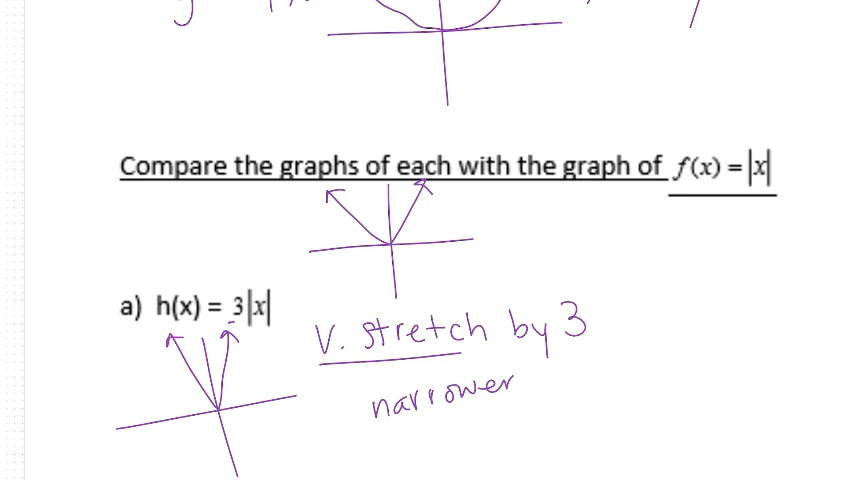 Compare the graphs of each with the graph of f(x) = |x|
a) h(x) = 3|x|
V. stretch by 3
narrower